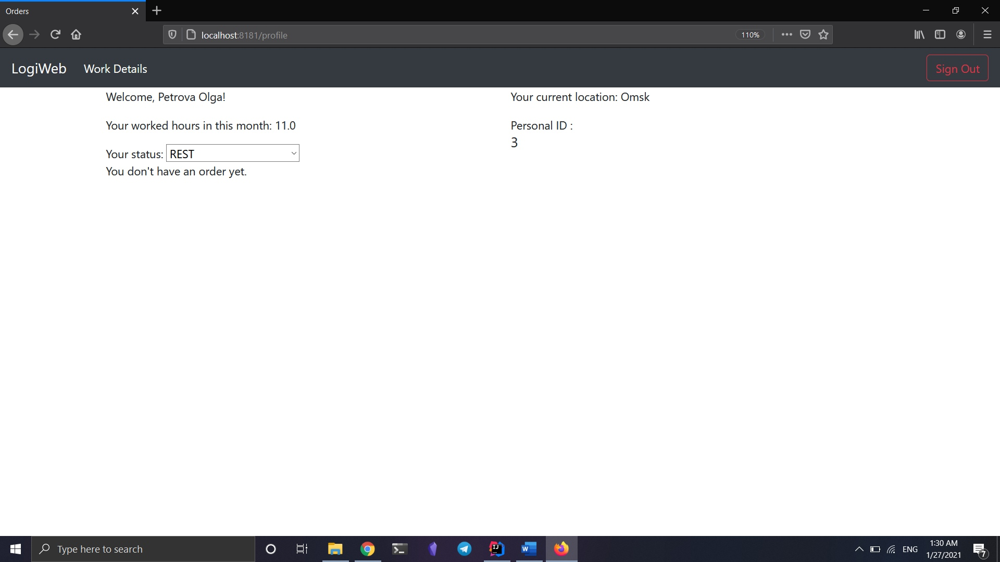 Orders
localhost:8181/profile
110%
LogiWeb
Work Details
Sign Out
Welcome, Petrova Olga!
Your current location: Omsk
Your worked hours in this month: 11.0
Personal ID :
3
Your status: REST
You don't have an order yet.
Type here to search
ENG
1:30 AM
1/27/2021
7